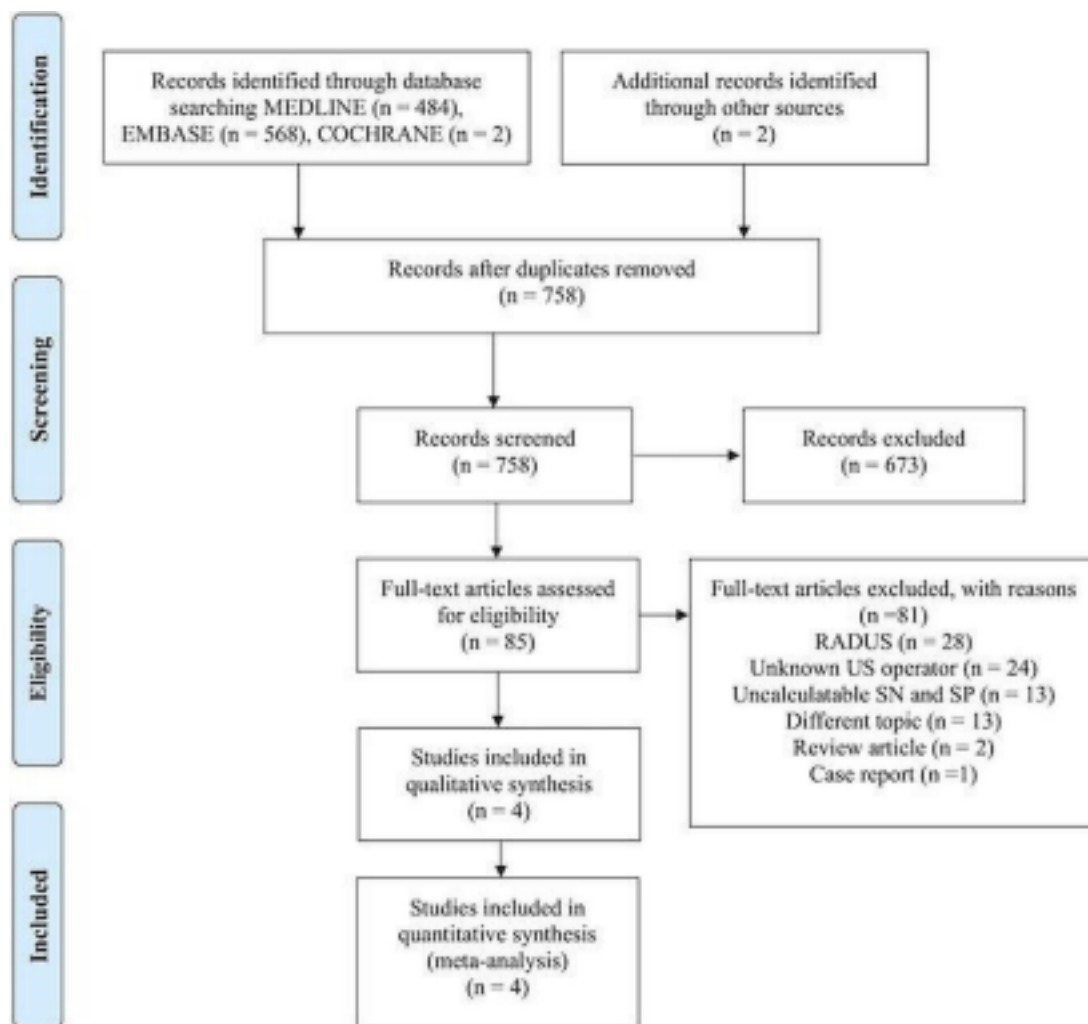 Identification
Records identified through database
searching MEDLINE (n = 484),
EMBASE (n = 568), COCHRANE (n = 2)
Additional records identified
through other sources
(n = 2)
Records after duplicates removed
(n = 758)
Screening
Records screened
(n = 758)
Records excluded
(n = 673)
Eligibility
Full-text articles assessed
for eligibility
(n = 85)
Full-text articles excluded, with reasons
(n =81)
RADUS (n = 28)
Unknown US operator (n = 24)
Uncalculatable SN and SP (n = 13)
Different topic (n = 13)
Review article (n = 2)
Case report (n =1)
Studies included in
qualitative synthesis
(n = 4)
Included
Studies included in
quantitative synthesis
(meta-analysis)
(n = 4)